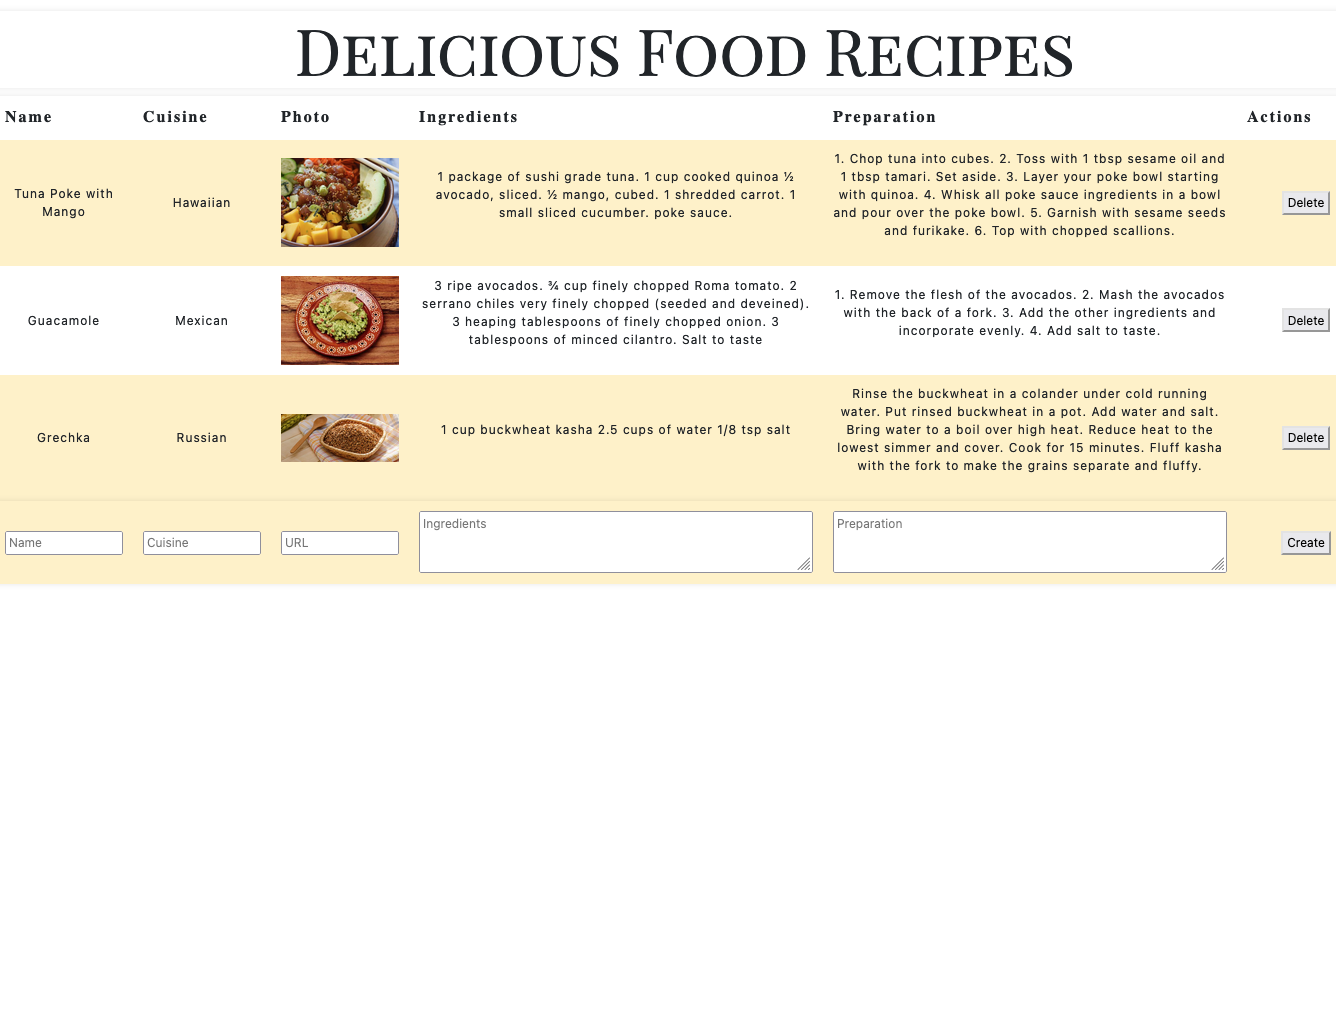 Delicious Food Recipes
Name Cuisine Photo Ingredients Preparation Actions
Tuna Poke with
Mango
Hawaiian
1 package of sushi grade tuna. 1 cup cooked quinoa ½
avocado, sliced. ½ mango, cubed. 1 shredded carrot. 1
small sliced cucumber. poke sauce.
1. Chop tuna into cubes. 2. Toss with 1 tbsp sesame oil and
1 tbsp tamari. Set aside. 3. Layer your poke bowl starting
with quinoa. 4. Whisk all poke sauce ingredients in a bowl
and pour over the poke bowl. 5. Garnish with sesame seeds
and furikake. 6. Top with chopped scallions.
Delete
Guacamole
Mexican
3 ripe avocados. ¾ cup finely chopped Roma tomato. 2
serrano chiles very finely chopped (seeded and deveined).
3 heaping tablespoons of finely chopped onion. 3
tablespoons of minced cilantro. Salt to taste
1. Remove the flesh of the avocados. 2. Mash the avocados
with the back of a fork. 3. Add the other ingredients and
incorporate evenly. 4. Add salt to taste.
Delete
Grechka
Russian
1 cup buckwheat kasha 2.5 cups of water 1/8 tsp salt
Rinse the buckwheat in a colander under cold running
water. Put rinsed buckwheat in a pot. Add water and salt.
Bring water to a boil over high heat. Reduce heat to the
lowest simmer and cover. Cook for 15 minutes. Fluff kasha
with the fork to make the grains separate and fluffy.
Delete
Name
Cuisine
URL
Ingredients
Preparation
Create